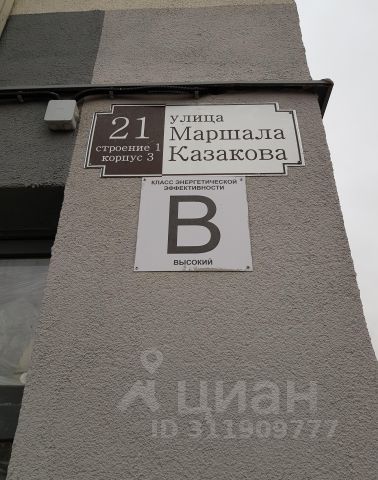 21
строение 1
корпус 3
улица
Маршала
Казакова
КЛАСС ЭНЕРГЕТИЧЕСКОЙ
ЭФФЕКТИВНОСТИ
В
ВЫСОКИЙ
циан
ID 311909777